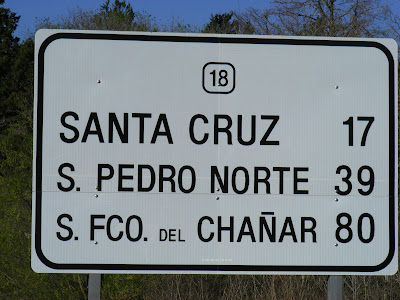 18
SANTA CRUZ 17
S. PEDRO NORTE 39
S. FCO. DEL CHAÑAR 80